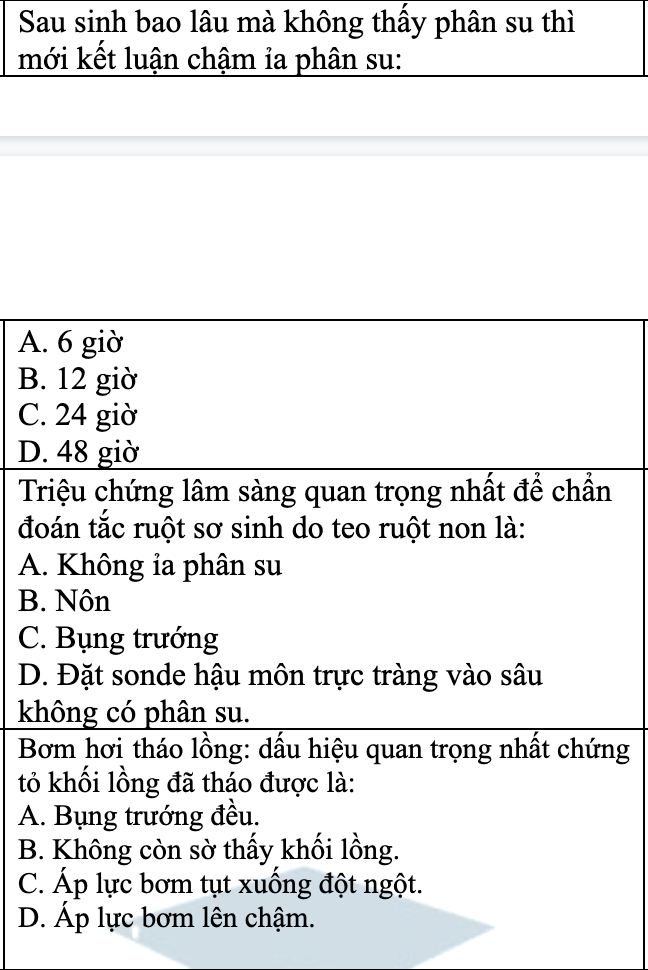 Sau sinh bao lâu mà không thấy phân su thì
mới kết luận chậm ỉa phân su:
A. 6 giờ
B. 12 giờ
C. 24 giờ
D. 48 giờ
Triệu chứng lâm sàng quan trọng nhất để chẩn
đoán tắc ruột sơ sinh do teo ruột non là:
A. Không ỉa phân su
B. Nôn
C. Bụng trướng
D. Đặt sonde hậu môn trực tràng vào sâu
không có phân su.
Bơm hơi tháo lồng: dấu hiệu quan trọng nhất chứng
tỏ khối lồng đã tháo được là:
A. Bụng trướng đều.
B. Không còn sờ thấy khối lồng.
C. Áp lực bơm tụt xuống đột ngột.
D. Áp lực bơm lên chậm.